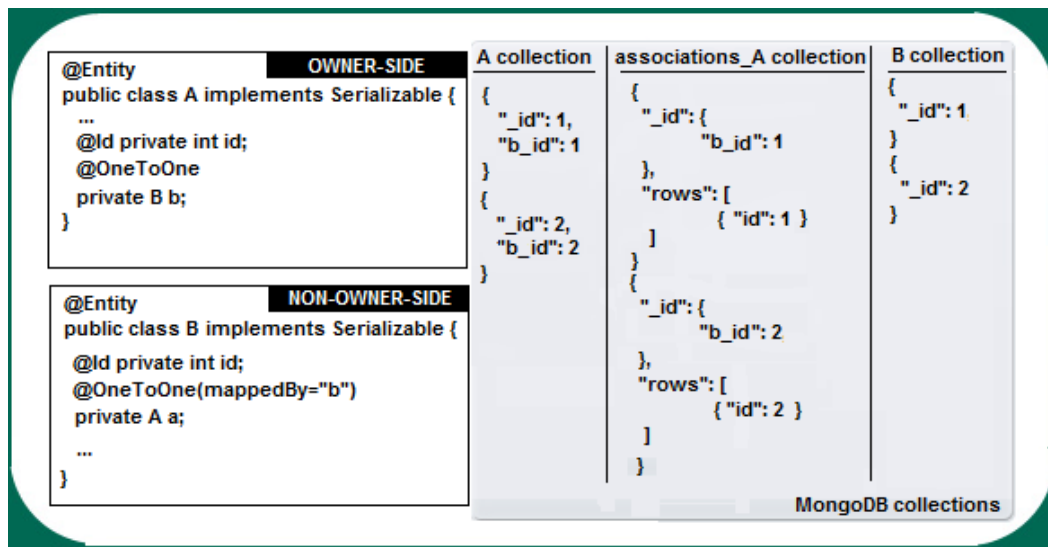 @Entity
OWNER-SIDE
public class A implements Serializable {
...
@Id private int id;
@OneToOne
private B b;
}
@Entity
NON-OWNER-SIDE
public class B implements Serializable {
@Id private int id;
@OneToOne(mappedBy="b")
private A a;
...
}
A collection
{
"_id": 1,
"b_id": 1
}
{
"_id": 2,
"b_id": 2
}
associations_A collection
{
"_id": {
"b_id": 1
},
"rows": [
{ "id": 1 }
]
}
{
"_id": {
"b_id": 2
},
"rows": [
{ "id": 2 }
]
}
B collection
{
"_id": 1
}
{
"_id": 2
}
MongoDB collections